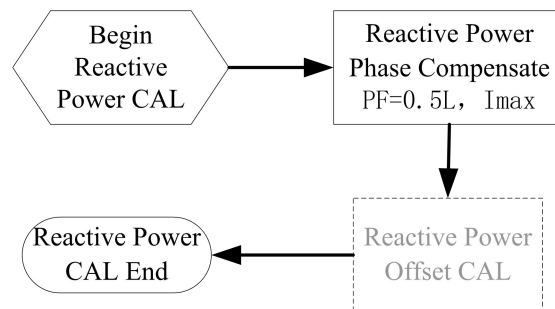 Begin
Reactive
Power CAL
Reactive Power
Phase Compensate
PF=0.5L, Imax
Reactive Power
Offset CAL
Reactive Power
CAL End